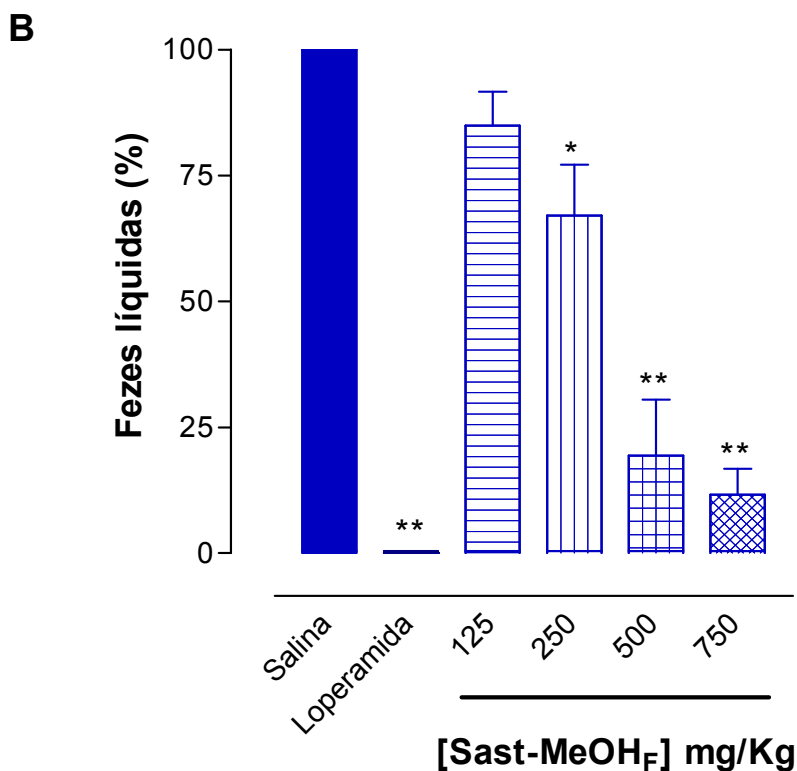 B
Fezes líquidas (%)
100
75
50
25
0
**
*
**
**
Salina
Loperamida
125
250
500
750
[Sast-MeOHF] mg/Kg